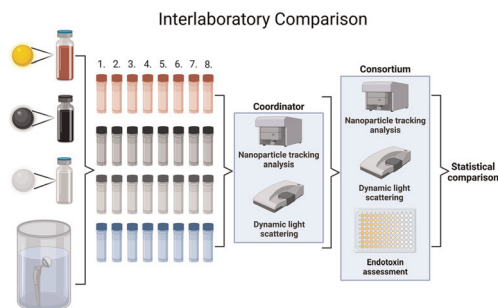 Interlaboratory Comparison
1. 2. 3. 4. 5. 6. 7. 8.
Coordinator
Nanoparticle tracking
analysis
Dynamic light
scattering
Consortium
Nanoparticle tracking
analysis
Dynamic light
scattering
Endotoxin
assessment
Statistical
comparison